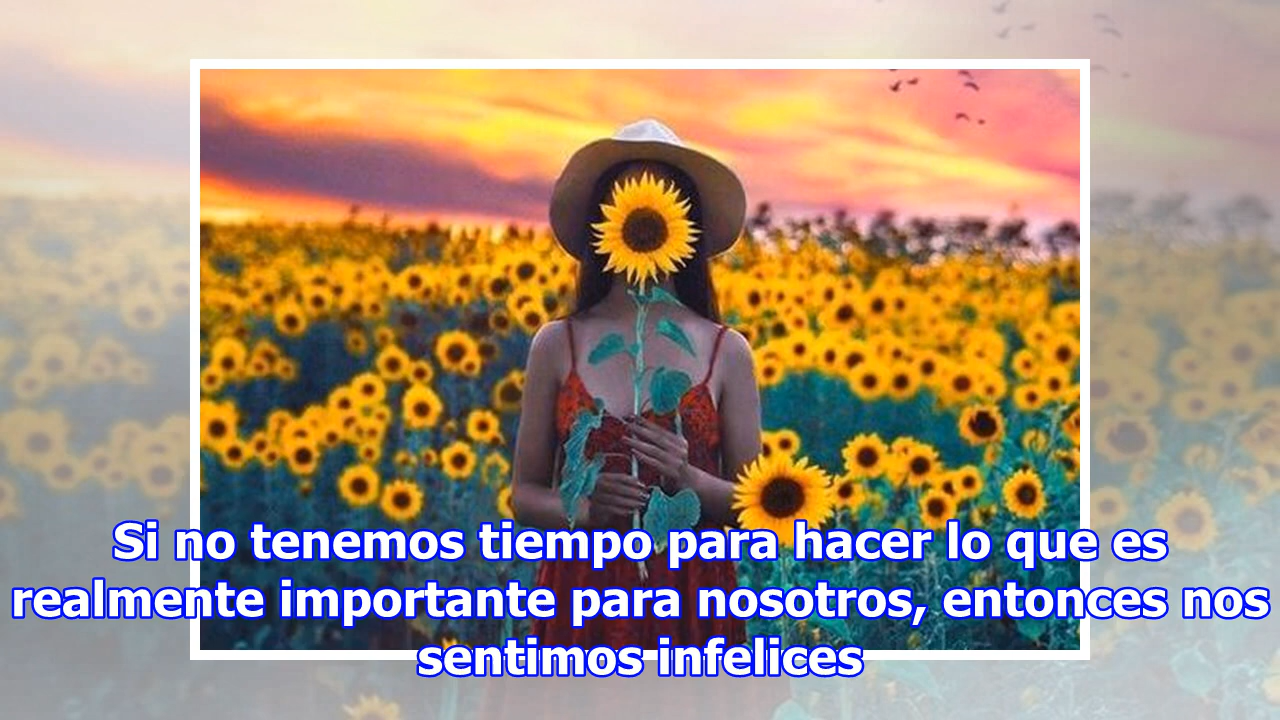 Si no tenemos tiempo para hacer lo que es
realmente importante para nosotros, entonces nos
sentimos infelices